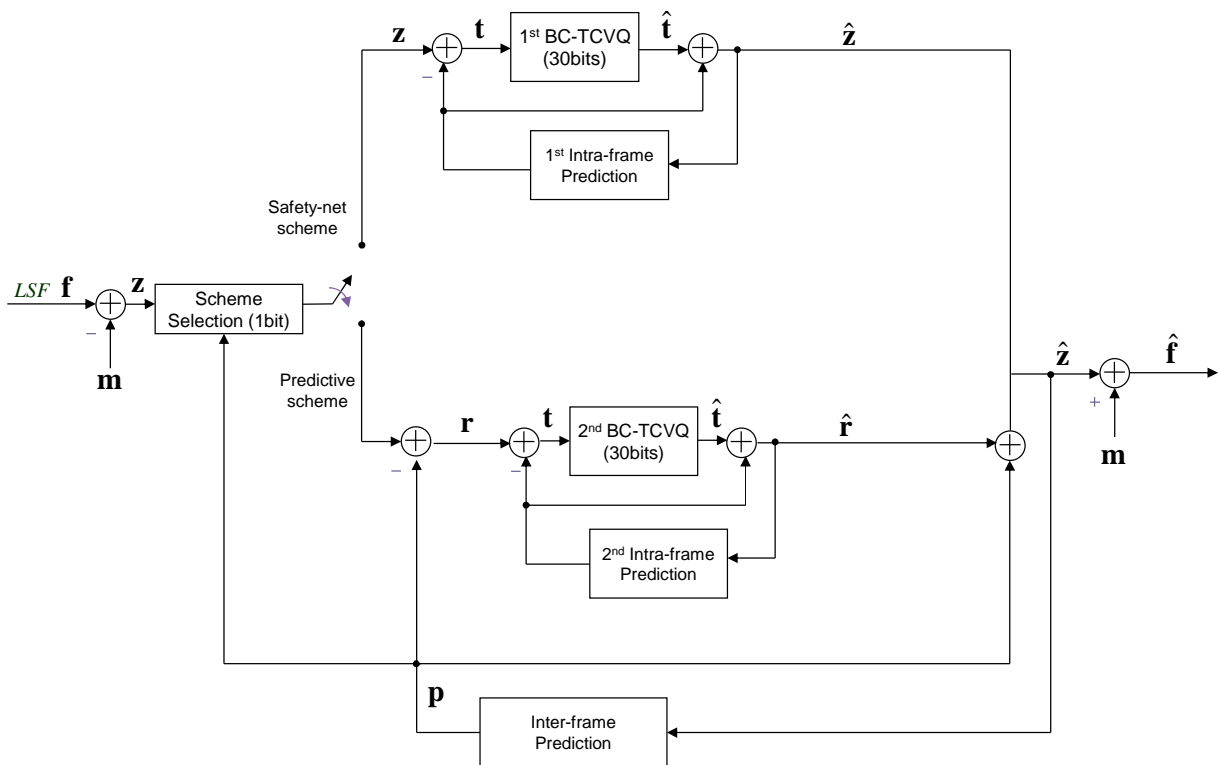 z
t
1st BC-TCVQ
(30bits)
t̂
ẑ
−
1st Intra-frame
Prediction
Safety-net
scheme
LSF f
z
Scheme
Selection (1bit)
−
m
Predictive
scheme
r
t
2nd BC-TCVQ
(30bits)
t̂
r̂
−
−
ẑ
f̂
+
m
2nd Intra-frame
Prediction
p
Inter-frame
Prediction